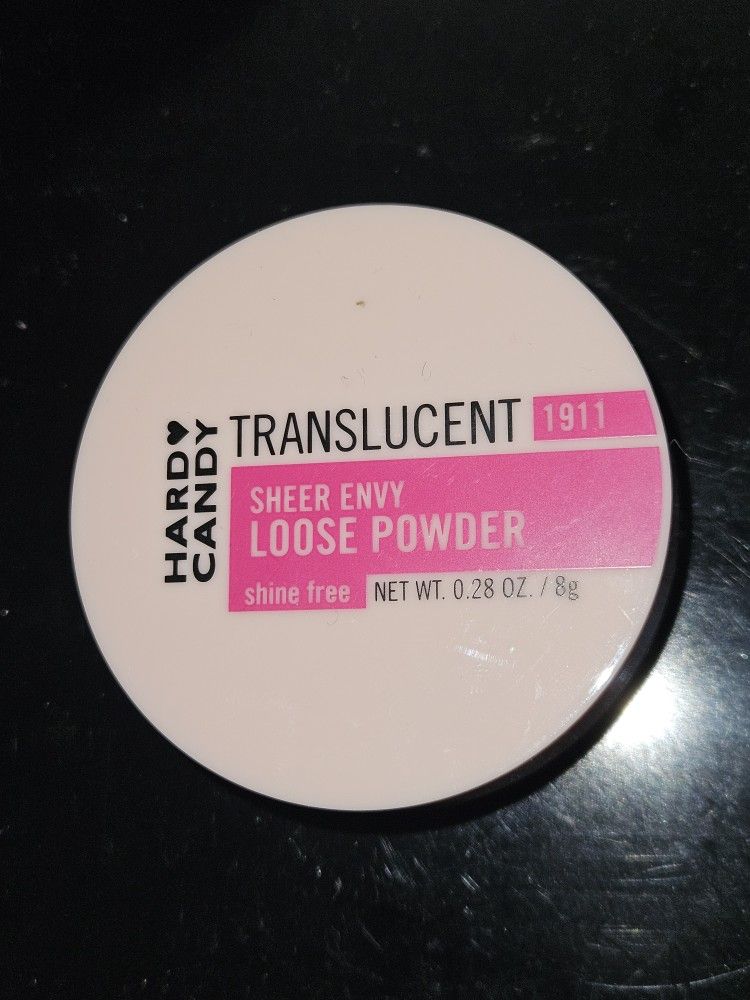 HARD
CANDY
TRANSLUCENT 1911
SHEER ENVY
LOOSE POWDER
shine free NET WT. 0.28 OZ. / 8g